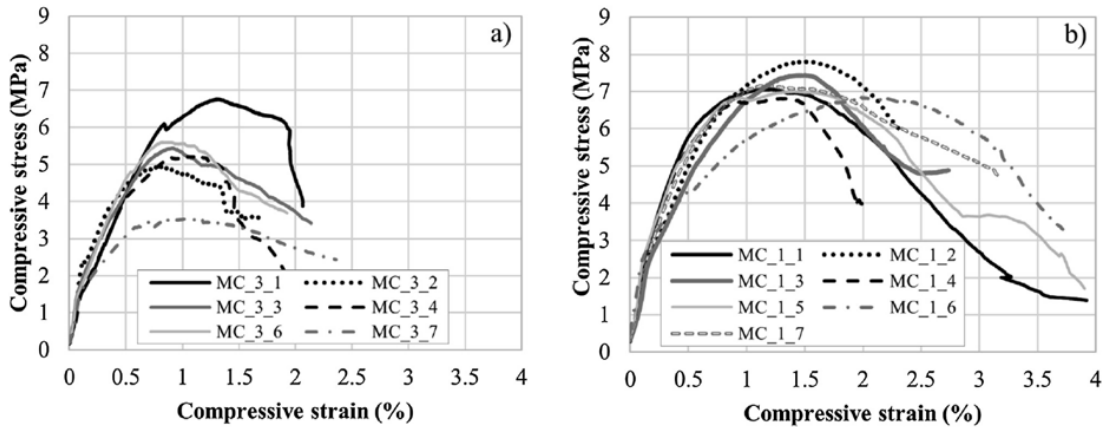 a)
Compressive stress (MPa)
9
8
7
6
5
4
3
2
1
0
MC_3_1 MC_3_2
MC_3_3 MC_3_4
MC_3_6 MC_3_7
0 0.5 1 1.5 2 2.5 3 3.5 4
Compressive strain (%)
b)
Compressive stress (MPa)
9
8
7
6
5
4
3
2
1
0
MC_1_1 MC_1_2
MC_1_3 MC_1_4
MC_1_5 MC_1_6
MC_1_7
0 0.5 1 1.5 2 2.5 3 3.5 4
Compressive strain (%)